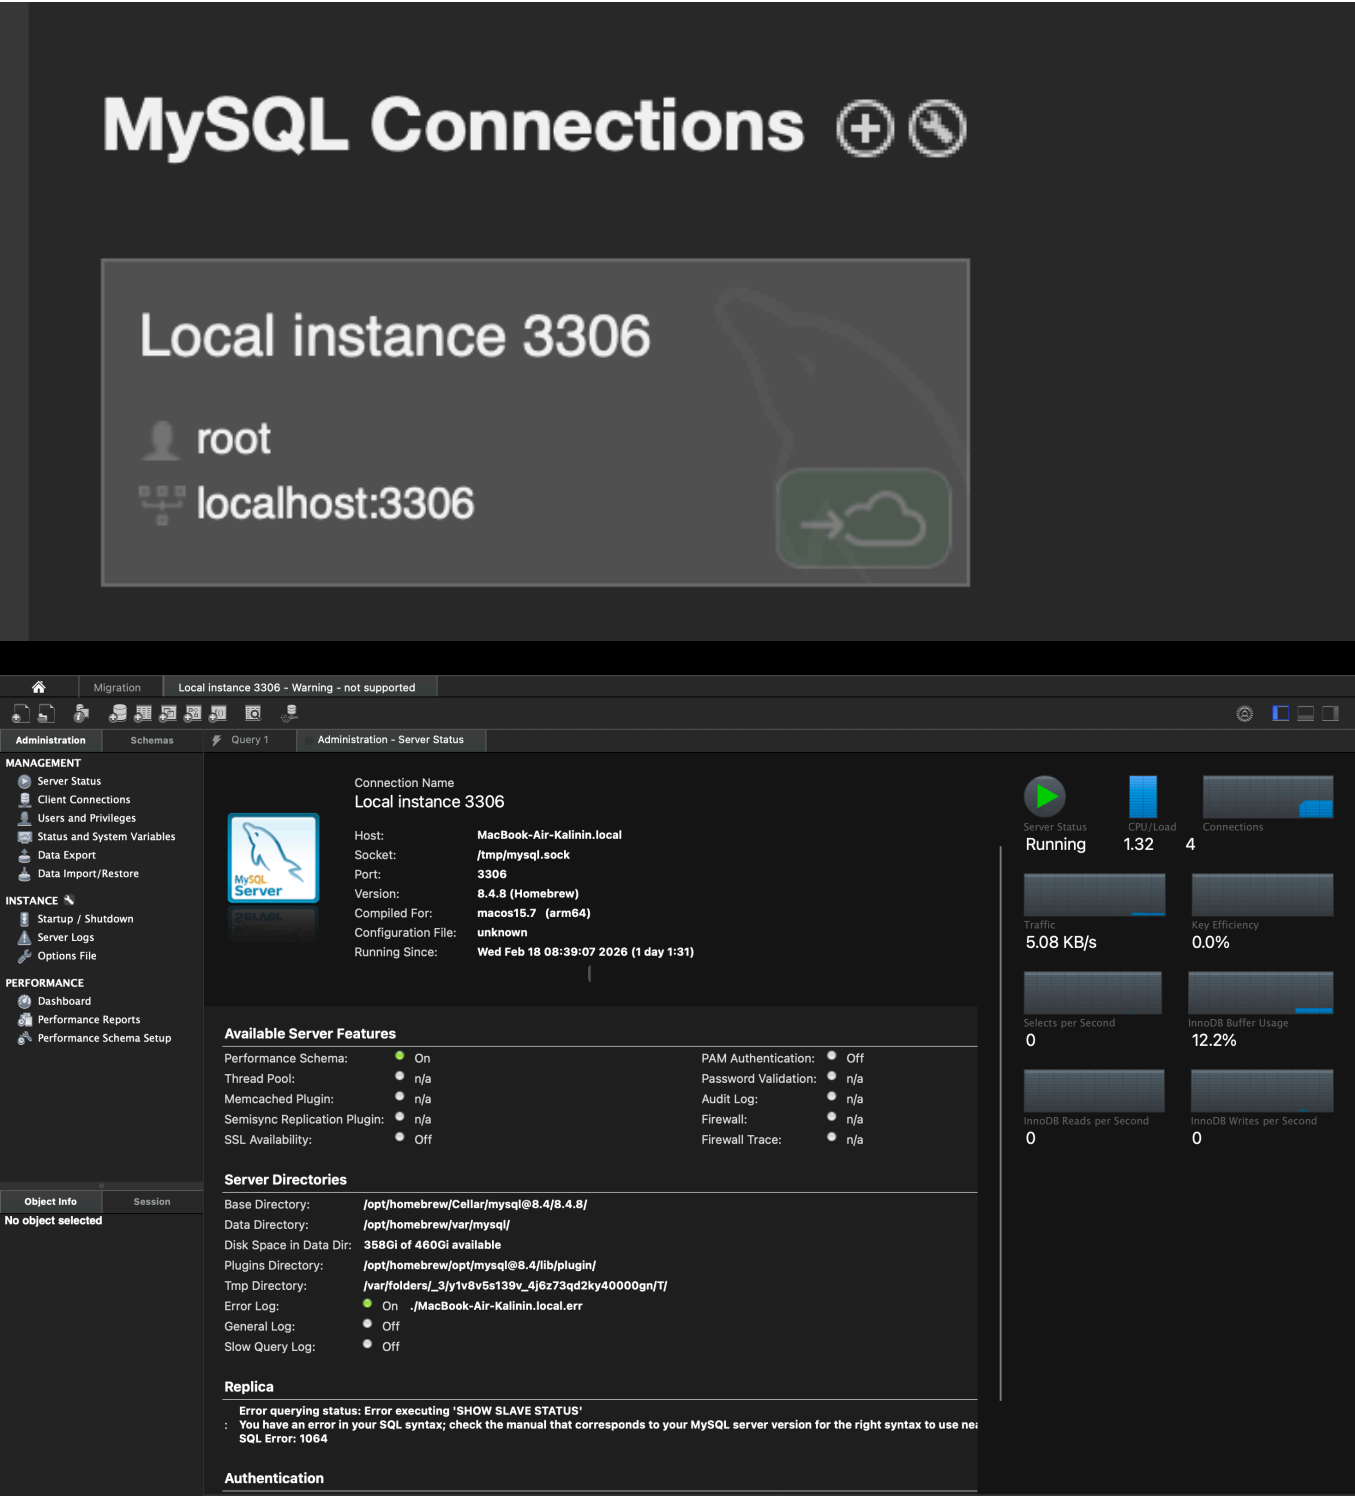 MySQL Connections
Local instance 3306
root
localhost:3306
Migration
Local instance 3306 - Warning - not supported
Administration
Schemas
Query 1
Administration - Server Status
MANAGEMENT
Server Status
Client Connections
Users and Privileges
Status and System Variables
Data Export
Data Import/Restore
INSTANCE
Startup / Shutdown
Server Logs
Options File
PERFORMANCE
Dashboard
Performance Reports
Performance Schema Setup
Object Info
Session
No object selected
MySQL
Server
Connection Name
Local instance 3306
Host: MacBook-Air-Kalinin.local
Socket: /tmp/mysql.sock
Port: 3306
Version: 8.4.8 (Homebrew)
Compiled For: macos15.7 (arm64)
Configuration File: unknown
Running Since: Wed Feb 18 08:39:07 2026 (1 day 1:31)
Available Server Features
Performance Schema: On
Thread Pool: n/a
Memcached Plugin: n/a
Semisync Replication Plugin: n/a
SSL Availability: Off
PAM Authentication: Off
Password Validation: n/a
Audit Log: n/a
Firewall: n/a
Firewall Trace: n/a
Server Directories
Base Directory: /opt/homebrew/Cellar/mysql@8.4/8.4.8/
Data Directory: /opt/homebrew/var/mysql/
Disk Space in Data Dir: 358Gi of 460Gi available
Plugins Directory: /opt/homebrew/opt/mysql@8.4/lib/plugin/
Tmp Directory: /var/folders/_3/y1v8v5s139v_4j6z73qd2ky40000gn/T/
Error Log: On ./MacBook-Air-Kalinin.local.err
General Log: Off
Slow Query Log: Off
Replica
Error querying status: Error executing 'SHOW SLAVE STATUS'
: You have an error in your SQL syntax; check the manual that corresponds to your MySQL server version for the right syntax to use nea
SQL Error: 1064
Authentication
Server Status
Running
CPU/Load
1.32
Connections
4
Traffic
5.08 KB/s
Key Efficiency
0.0%
Selects per Second
0
InnoDB Buffer Usage
12.2%
InnoDB Reads per Second
0
InnoDB Writes per Second
0